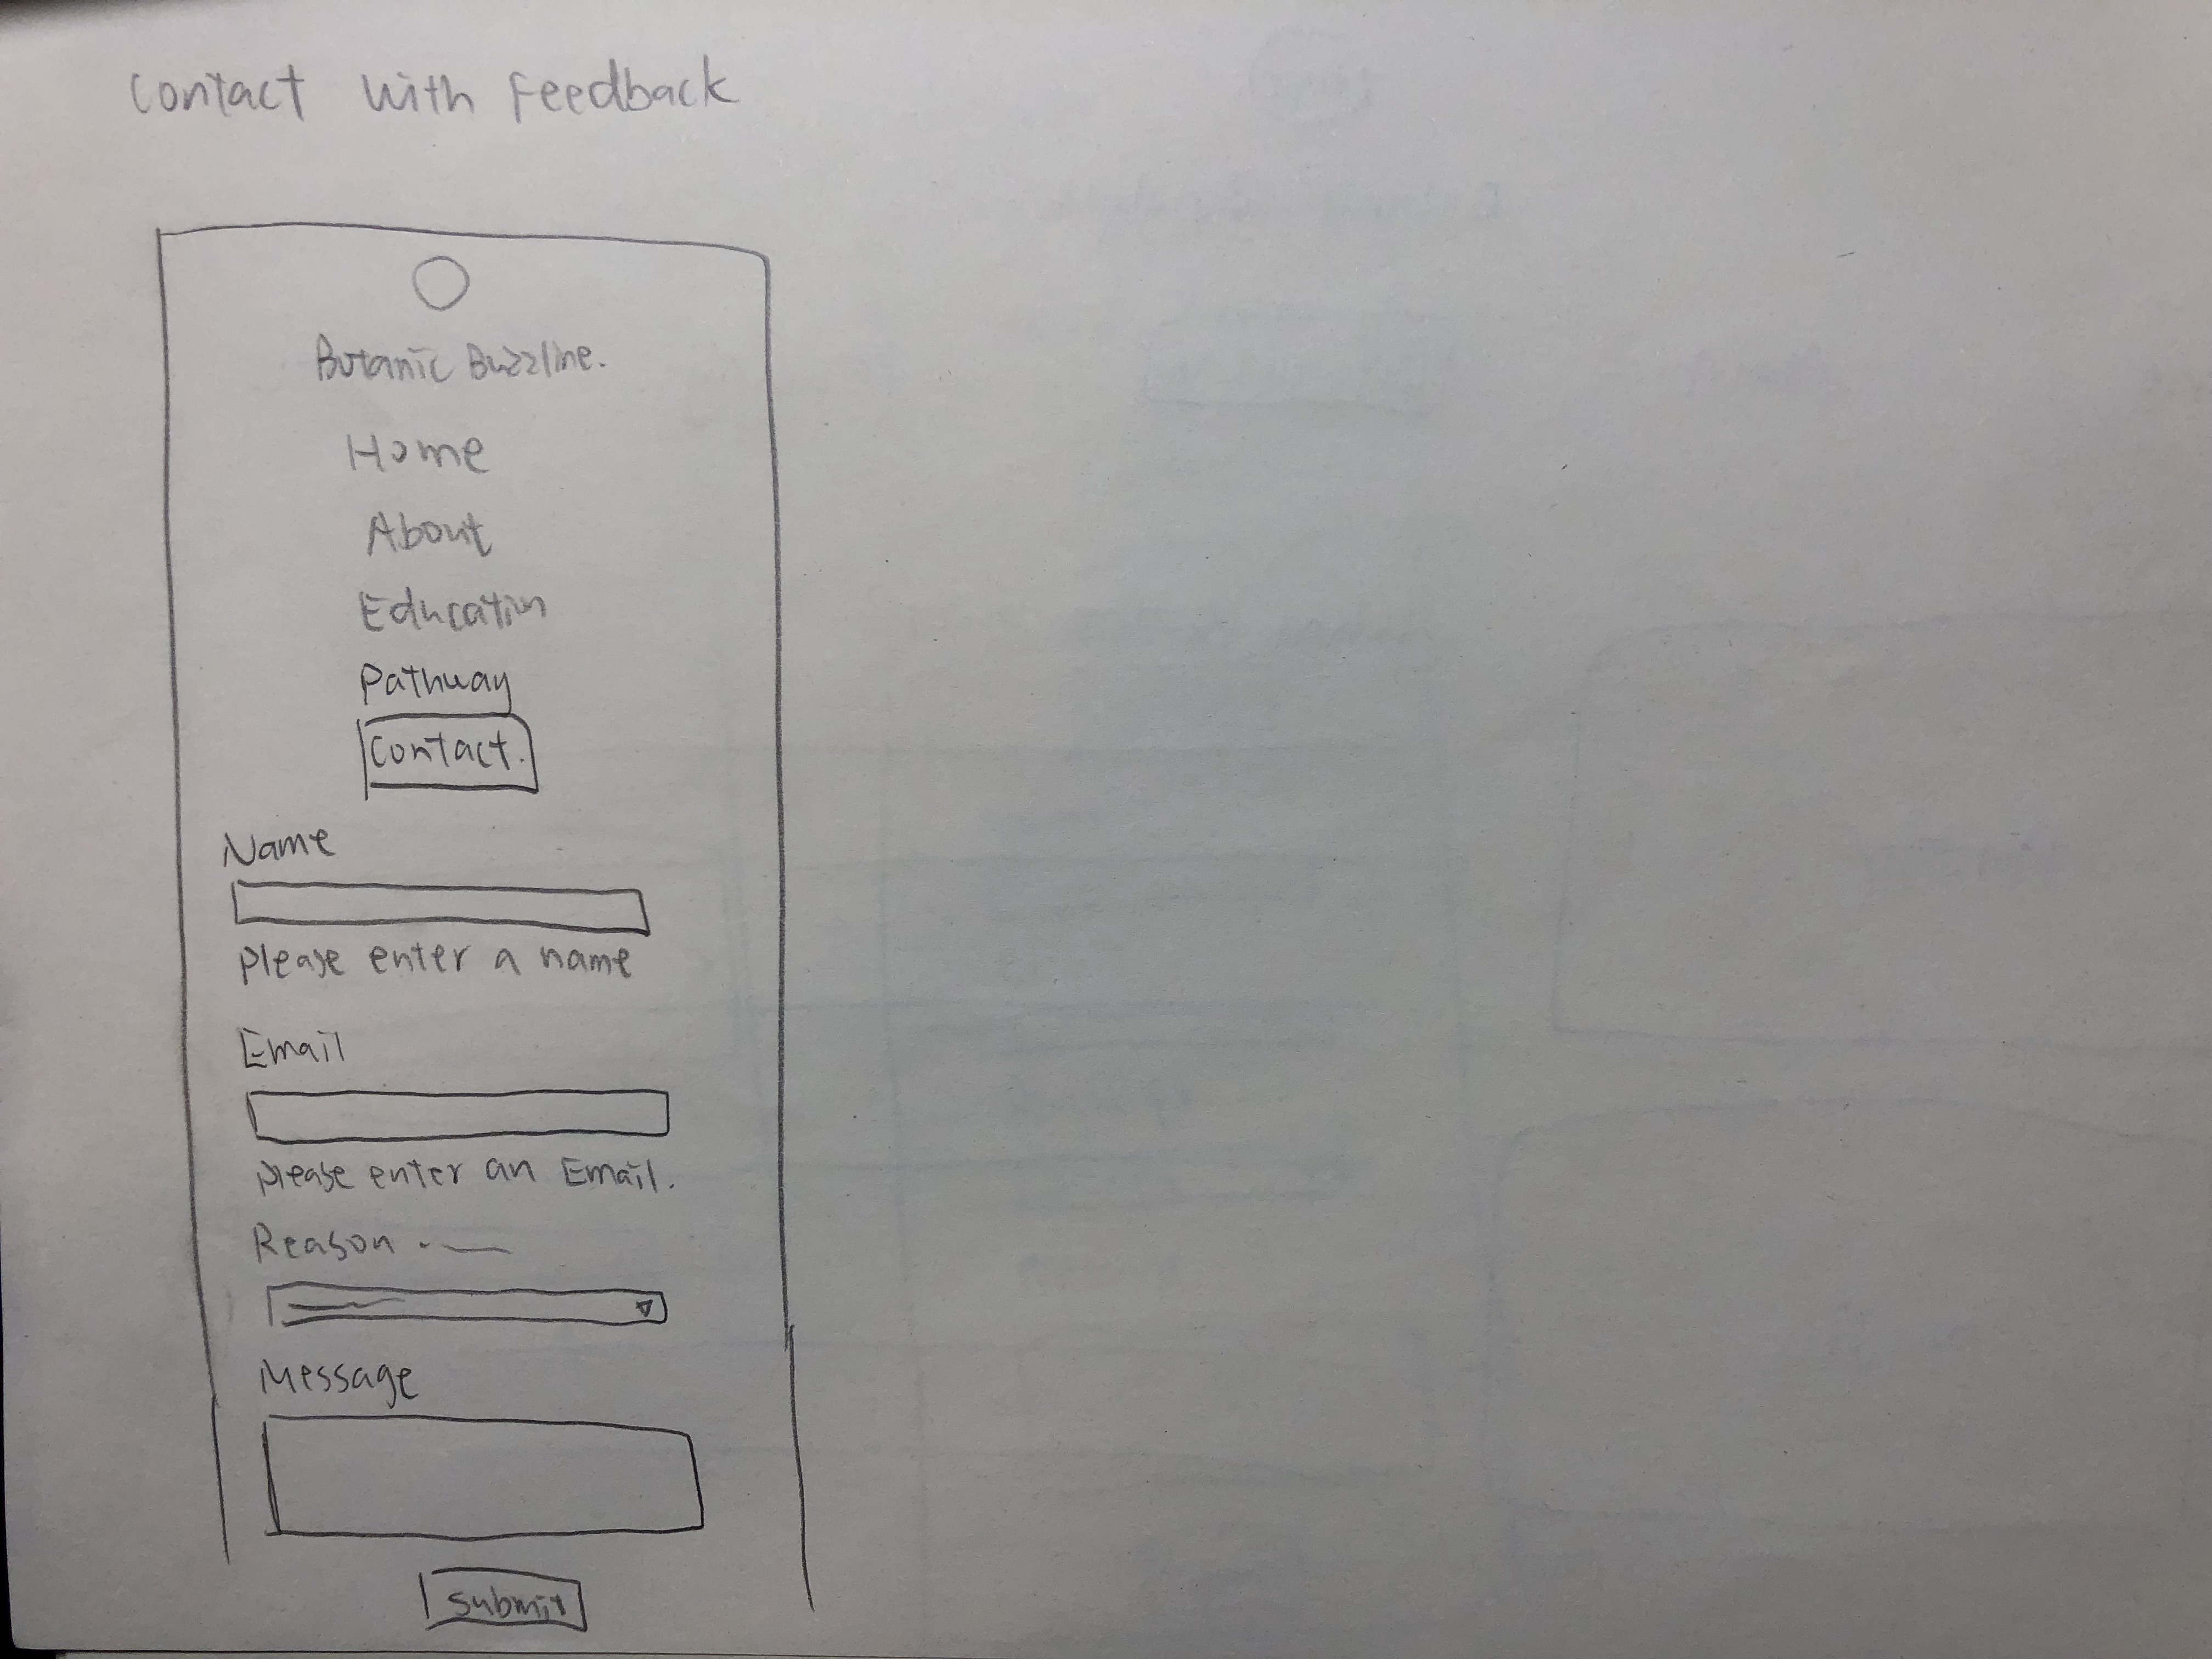 Contact with Feedback
Botanic Buzzline.
Home
About
Education
Pathway
Contact.
Name
please enter a name
Email
please enter an Email.
Reason
Message
submit